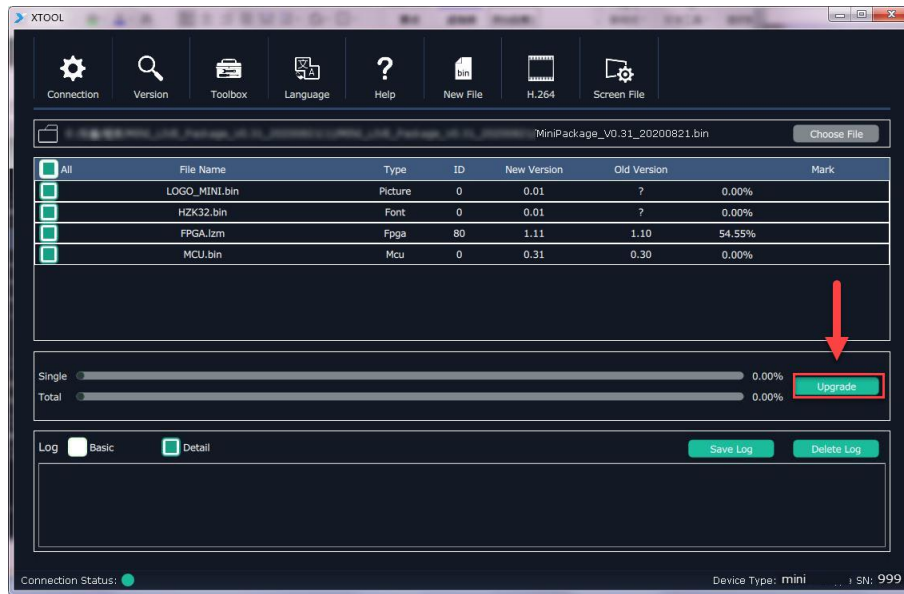 XTOOL
Connection Version Toolbox Language Help New File H.264 Screen File
bin
MiniPackage_V0.31_20200821.bin Choose File
All File Name Type ID New Version Old Version Mark
LOGO_MINI.bin Picture 0 0.01 ? 0.00%
HZK32.bin Font 0 0.01 ? 0.00%
FPGA.lzm Fpga 80 1.11 1.10 54.55%
MCU.bin Mcu 0 0.31 0.30 0.00%
Single 0.00%
Upgrade
Total 0.00%
Log Basic Detail Save Log Delete Log
Connection Status: Device Type: mini SN: 999